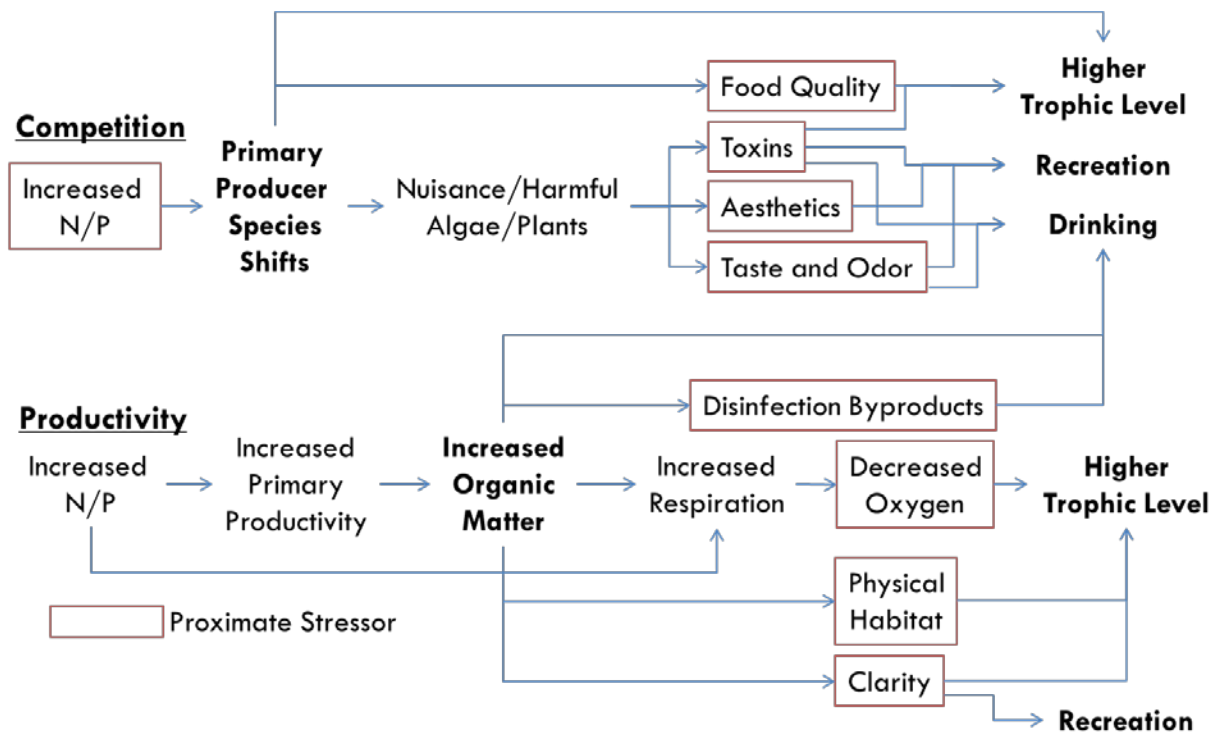 Competition
Increased
N/P
Primary
Producer
Species
Shifts
Nuisance/Harmful
Algae/Plants
Food Quality
Toxins
Aesthetics
Taste and Odor
Higher
Trophic Level
Recreation
Drinking
Productivity
Increased
N/P
Increased
Primary
Productivity
Increased
Organic
Matter
Disinfection Byproducts
Increased
Respiration
Decreased
Oxygen
Higher
Trophic Level
Physical
Habitat
Clarity
Recreation
Proximate Stressor